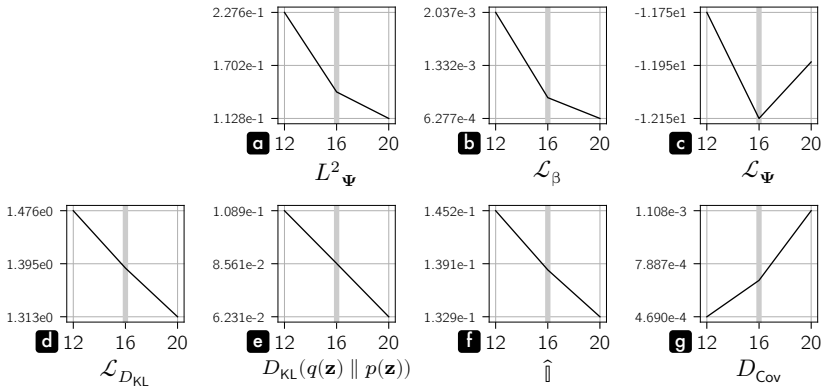 2.276e-1
1.702e-1
1.128e-1
a
12 16 20
L²_Ψ
2.037e-3
1.332e-3
6.277e-4
b
12 16 20
ℒ_β
-1.175e1
-1.195e1
-1.215e1
c
12 16 20
ℒ_Ψ
1.476e0
1.395e0
1.313e0
d
12 16 20
ℒ_{D_KL}
1.089e-1
8.561e-2
6.231e-2
e
12 16 20
D_KL(q(z) ∥ p(z))
1.452e-1
1.391e-1
1.329e-1
f
12 16 20
1.108e-3
7.887e-4
4.690e-4
g
12 16 20
D_Cov